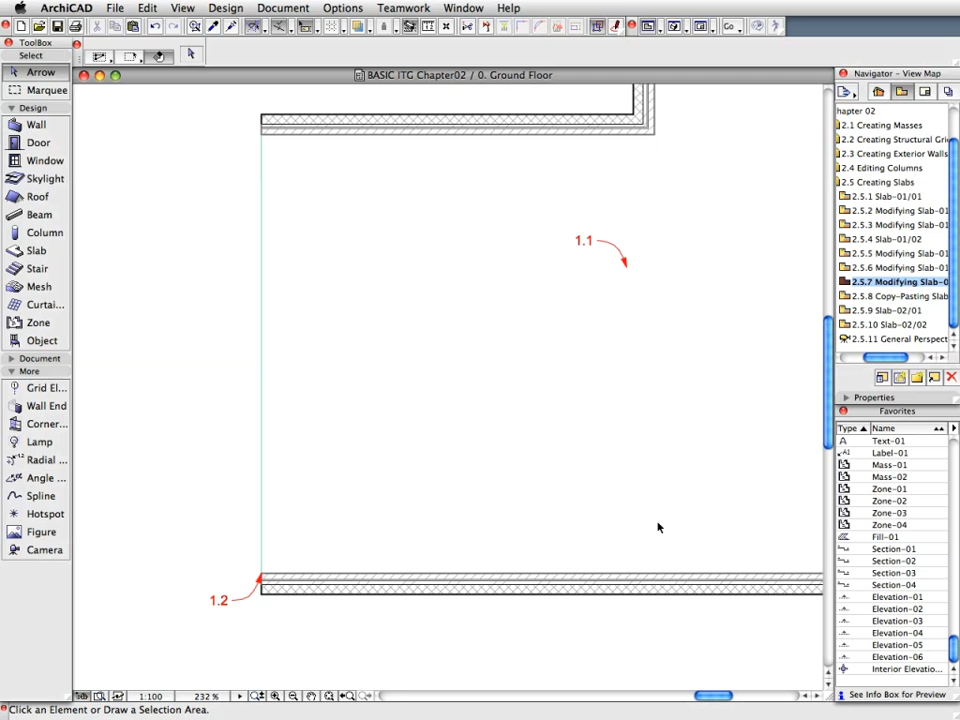 ArchiCAD File Edit View Design Document Options Teamwork Window Help
ToolBox
Select
Arrow
Marquee
Design
Wall
Door
Window
Skylight
Roof
Beam
Column
Slab
Stair
Mesh
Curtai...
Zone
Object
Document
More
Grid El...
Wall End
Corner...
Lamp
Radial ...
Angle ...
Spline
Hotspot
Figure
Camera
Go...
BASIC ITG Chapter02 / 0. Ground Floor
1.1
1.2
1:100
232 %
Click an Element or Draw a Selection Area.
Navigator - View Map
hapter 02
2.1 Creating Masses
2.2 Creating Structural Gri
2.3 Creating Exterior Walls
2.4 Editing Columns
2.5 Creating Slabs
2.5.1 Slab-01/01
2.5.2 Modifying Slab-01
2.5.3 Modifying Slab-01
2.5.4 Slab-01/02
2.5.5 Modifying Slab-01
2.5.6 Modifying Slab-01
2.5.7 Modifying Slab-0
2.5.8 Copy-Pasting Slab
2.5.9 Slab-02/01
2.5.10 Slab-02/02
2.5.11 General Perspect
Properties
Favorites
Type Name
Text-01
Label-01
Mass-01
Mass-02
Zone-01
Zone-02
Zone-03
Zone-04
Fill-01
Section-01
Section-02
Section-03
Section-04
Elevation-01
Elevation-02
Elevation-03
Elevation-04
Elevation-05
Elevation-06
Interior Elevatio...
See Info Box for Preview